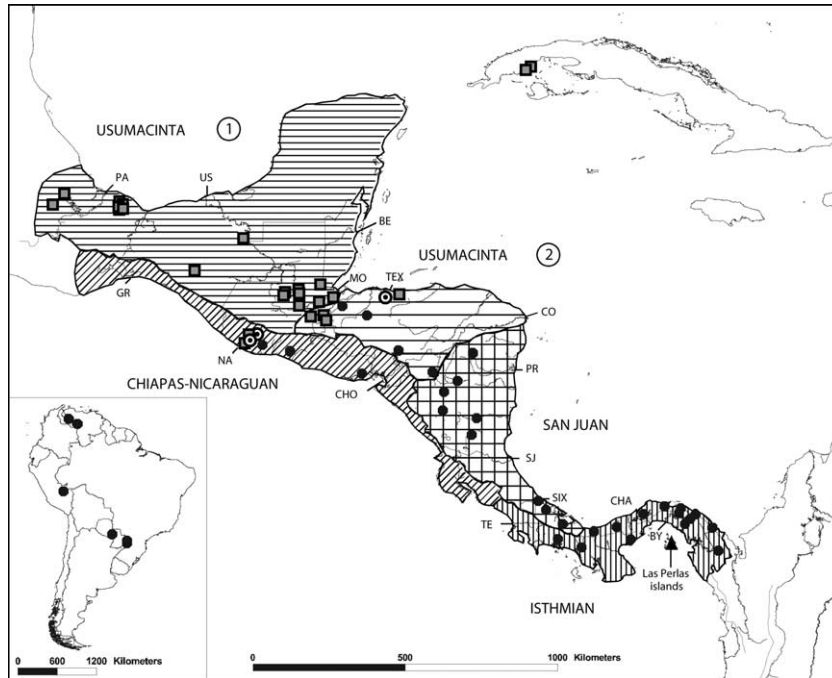 USUMACINTA 1
PA
US
BE
USUMACINTA 2
MO
TEX
GR
CO
NA
PR
CHIAPAS-NICARAGUAN
CHO
SAN JUAN
SJ
SIX
CHA
TE
BY
Las Perlas
islands
ISTHMIAN
0 600 1200 Kilometers
0 500 1000 Kilometers